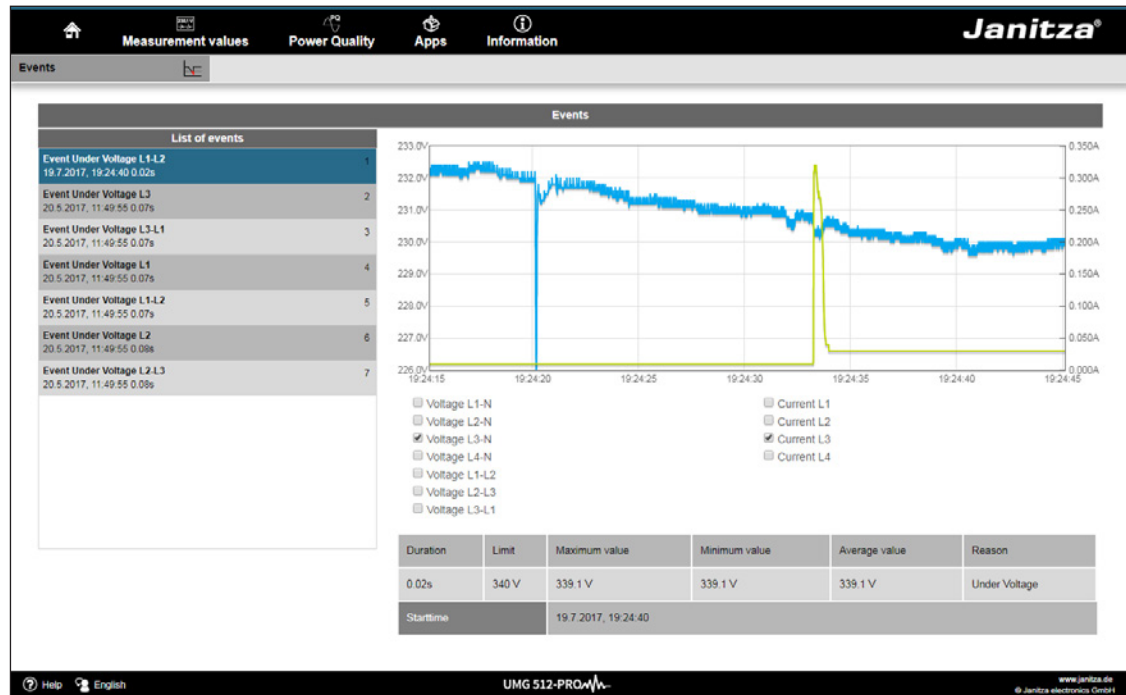 Measurement values
Power Quality
Apps
Information
Janitza®
Events
Events
List of events
Event Under Voltage L1-L2
1
19.7.2017, 19:24:40 0.02s
Event Under Voltage L3
2
20.5.2017, 11:49:55 0.07s
Event Under Voltage L3-L1
3
20.5.2017, 11:49:55 0.07s
Event Under Voltage L1
4
20.5.2017, 11:49:55 0.07s
Event Under Voltage L1-L2
5
20.5.2017, 11:49:55 0.07s
Event Under Voltage L2
6
20.5.2017, 11:49:55 0.08s
Event Under Voltage L2-L3
7
20.5.2017, 11:49:55 0.08s
233.0V
232.0V
231.0V
230.0V
229.0V
228.0V
227.0V
226.0V
0.350A
0.300A
0.250A
0.200A
0.150A
0.100A
0.050A
0.000A
19:24:15
19:24:20
19:24:25
19:24:30
19:24:35
19:24:40
19:24:45
Voltage L1-N
Voltage L2-N
Voltage L3-N
Voltage L4-N
Voltage L1-L2
Voltage L2-L3
Voltage L3-L1
Current L1
Current L2
Current L3
Current L4
Duration Limit Maximum value Minimum value Average value Reason
0.02s 340 V 339.1 V 339.1 V 339.1 V Under Voltage
Starttime 19.7.2017, 19:24:40
? Help English
UMG 512-PRO
www.janitza.de
© Janitza electronics GmbH